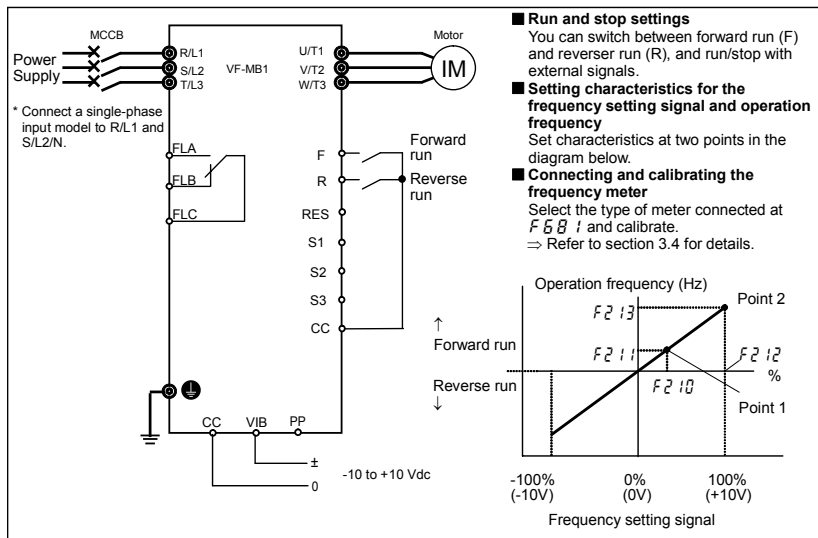 MCCB
Power
Supply
R/L1
S/L2
T/L3
VF-MB1
U/T1
V/T2
W/T3
Motor
IM
* Connect a single-phase
input model to R/L1 and
S/L2/N.
FLA
FLB
FLC
F
R
RES
S1
S2
S3
CC
Forward
run
Reverse
run
CC VIB PP
±
0
-10 to +10 Vdc
■ Run and stop settings
You can switch between forward run (F)
and reverser run (R), and run/stop with
external signals.
■ Setting characteristics for the
frequency setting signal and operation
frequency
Set characteristics at two points in the
diagram below.
■ Connecting and calibrating the
frequency meter
Select the type of meter connected at
F681 and calibrate.
⇒ Refer to section 3.4 for details.
Operation frequency (Hz)
F213
Point 2
↑
Forward run
F211
F212
%
Reverse run
↓
F210
Point 1
-100% 0% 100%
(-10V) (0V) (+10V)
Frequency setting signal